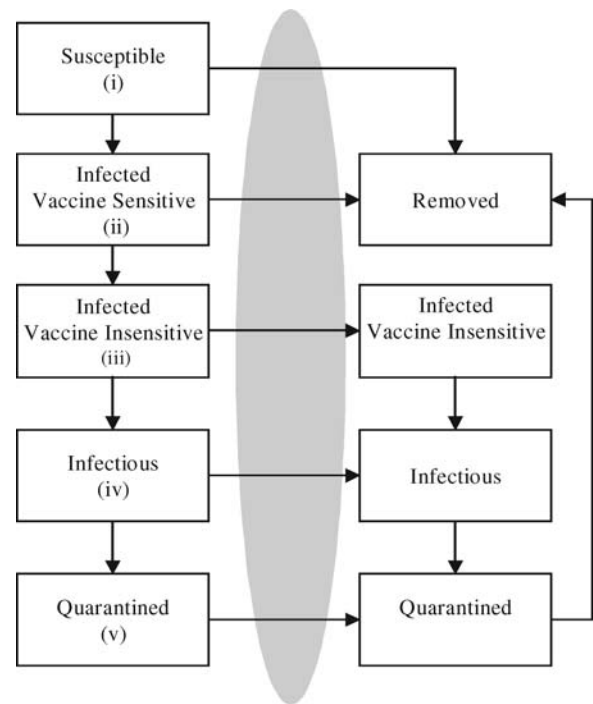 Susceptible
(i)
Infected
Vaccine Sensitive
(ii)
Removed
Infected
Vaccine Insensitive
(iii)
Infected
Vaccine Insensitive
Infectious
(iv)
Infectious
Quarantined
(v)
Quarantined